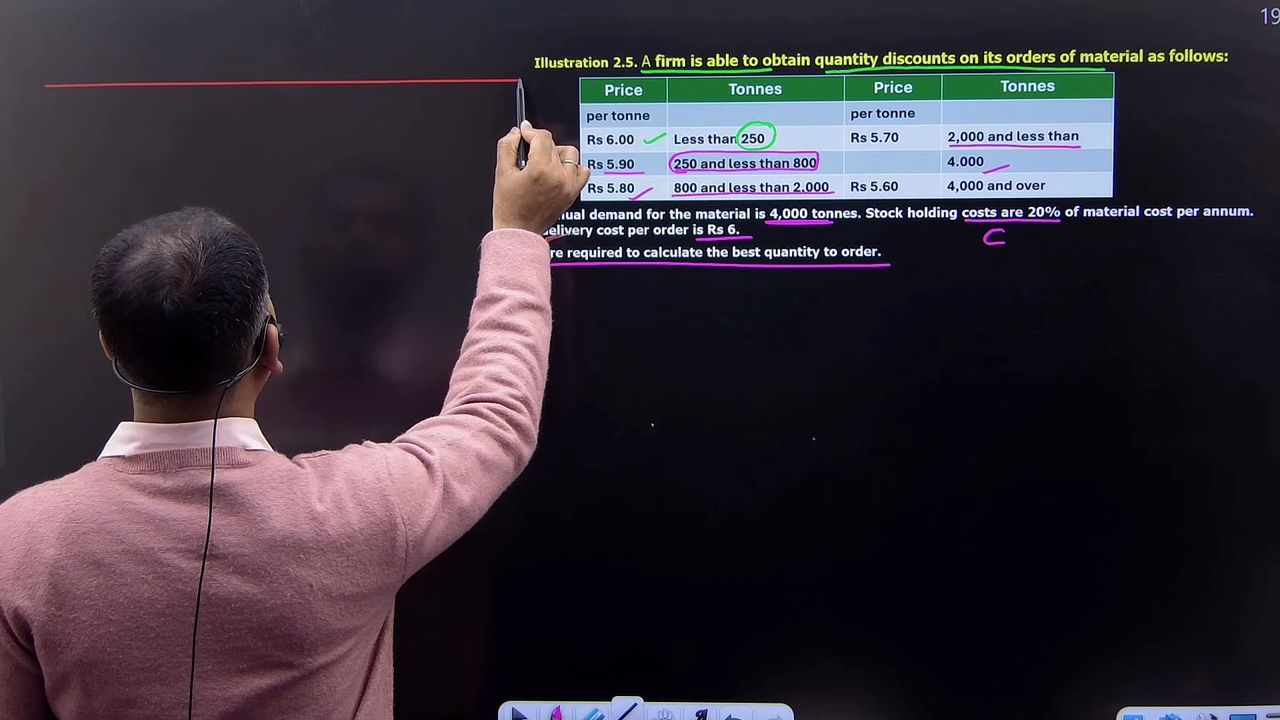 19
Illustration 2.5. A firm is able to obtain quantity discounts on its orders of material as follows:
Price Tonnes Price Tonnes
per tonne per tonne
Rs 6.00 Less than 250 Rs 5.70 2,000 and less than
Rs 5.90 250 and less than 800 4.000
Rs 5.80 800 and less than 2,000 Rs 5.60 4,000 and over
demand for the material is 4,000 tonnes. Stock holding costs are 20% of material cost per annum.
cost per order is Rs 6.
C
required to calculate the best quantity to order.